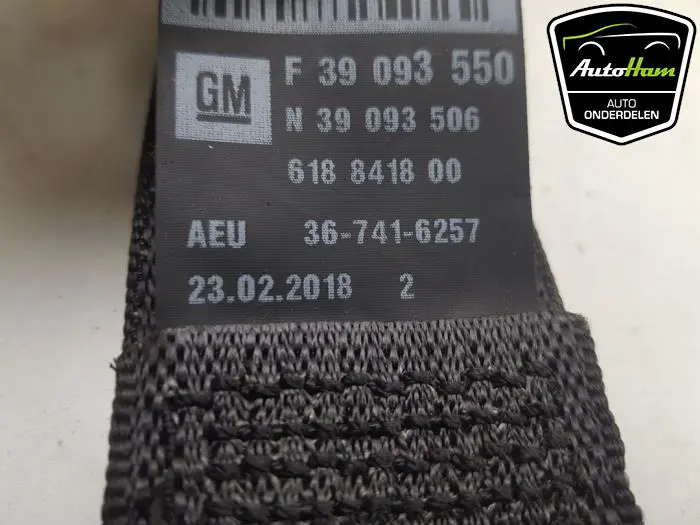 GM
F 39 093 550
N 39 093 506
618 8418 00
AEU 36-741-6257
23.02.2018 2
AutoHam
AUTO
ONDERDELEN